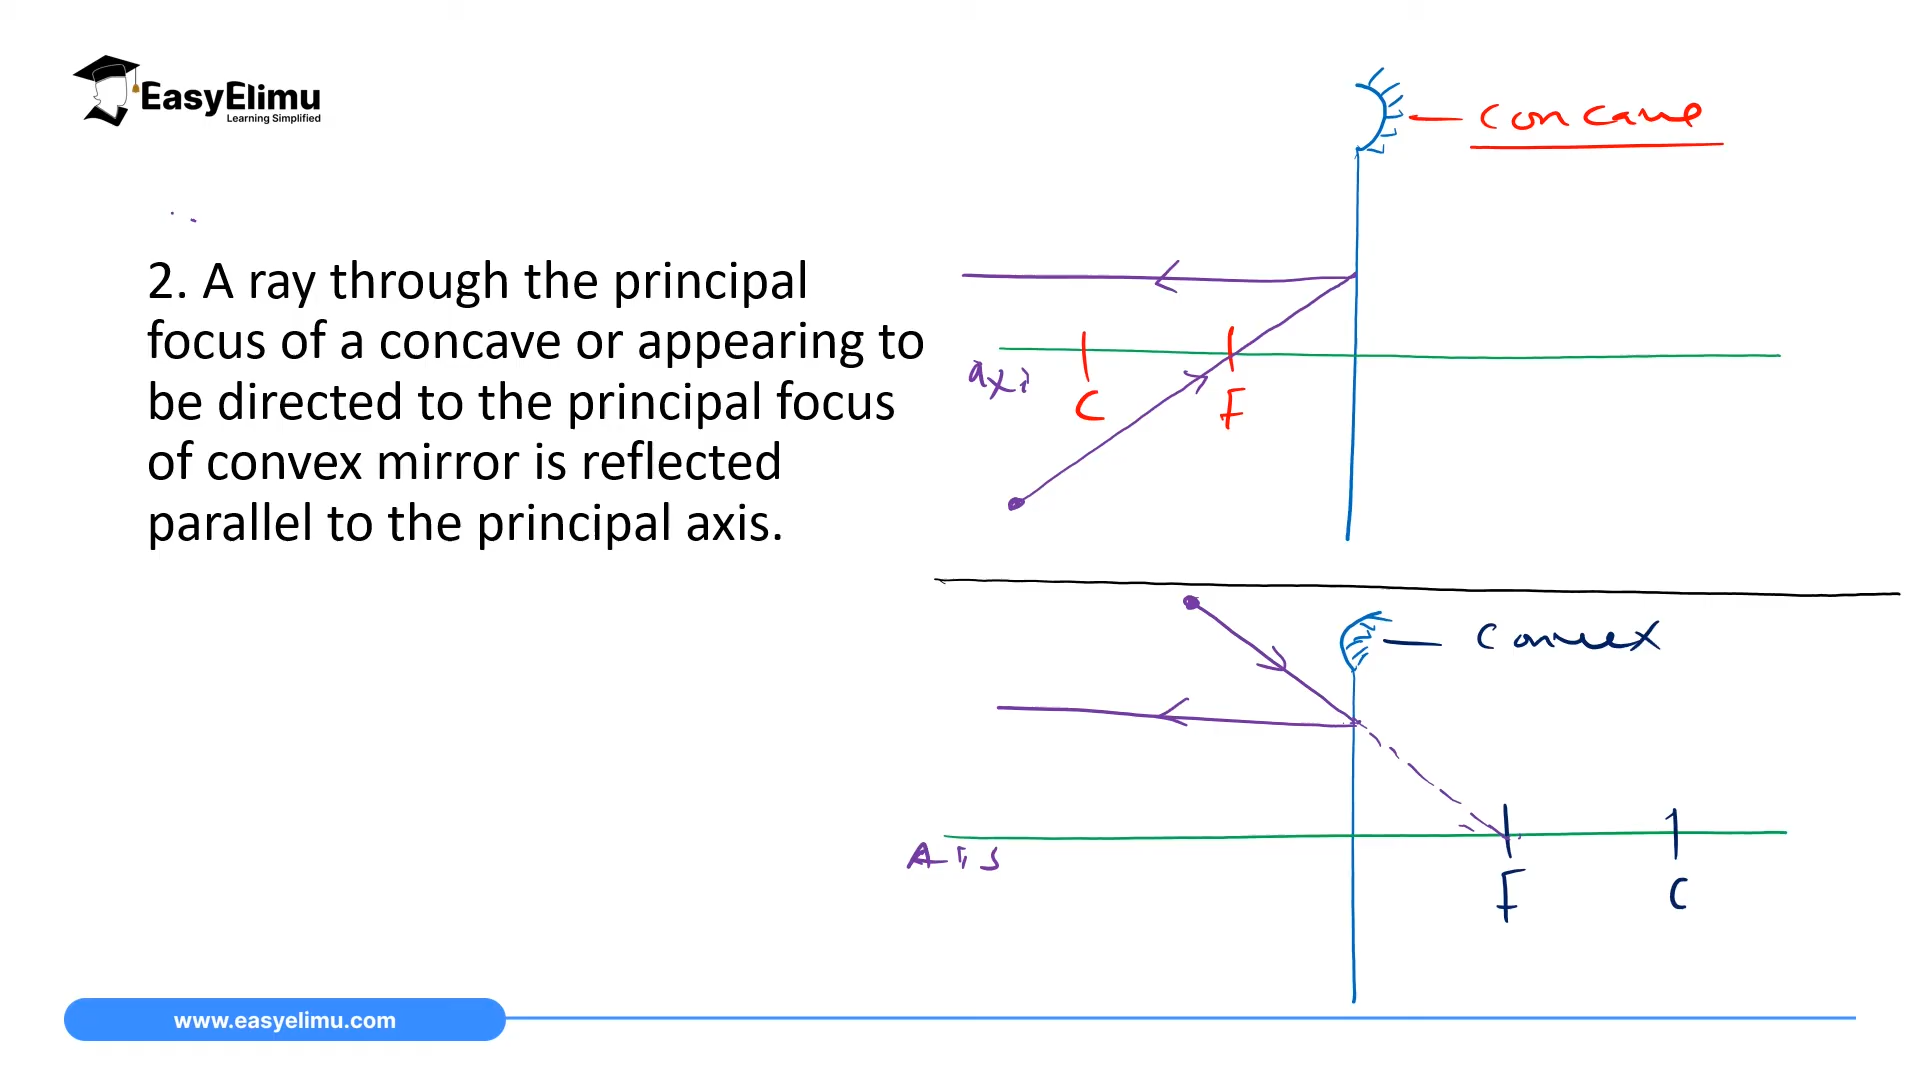 EasyElimu
Learning Simplified
concave
2. A ray through the principal
focus of a concave or appearing to
be directed to the principal focus
of convex mirror is reflected
parallel to the principal axis.
axi
C
F
convex
Axis
F
C
www.easyelimu.com